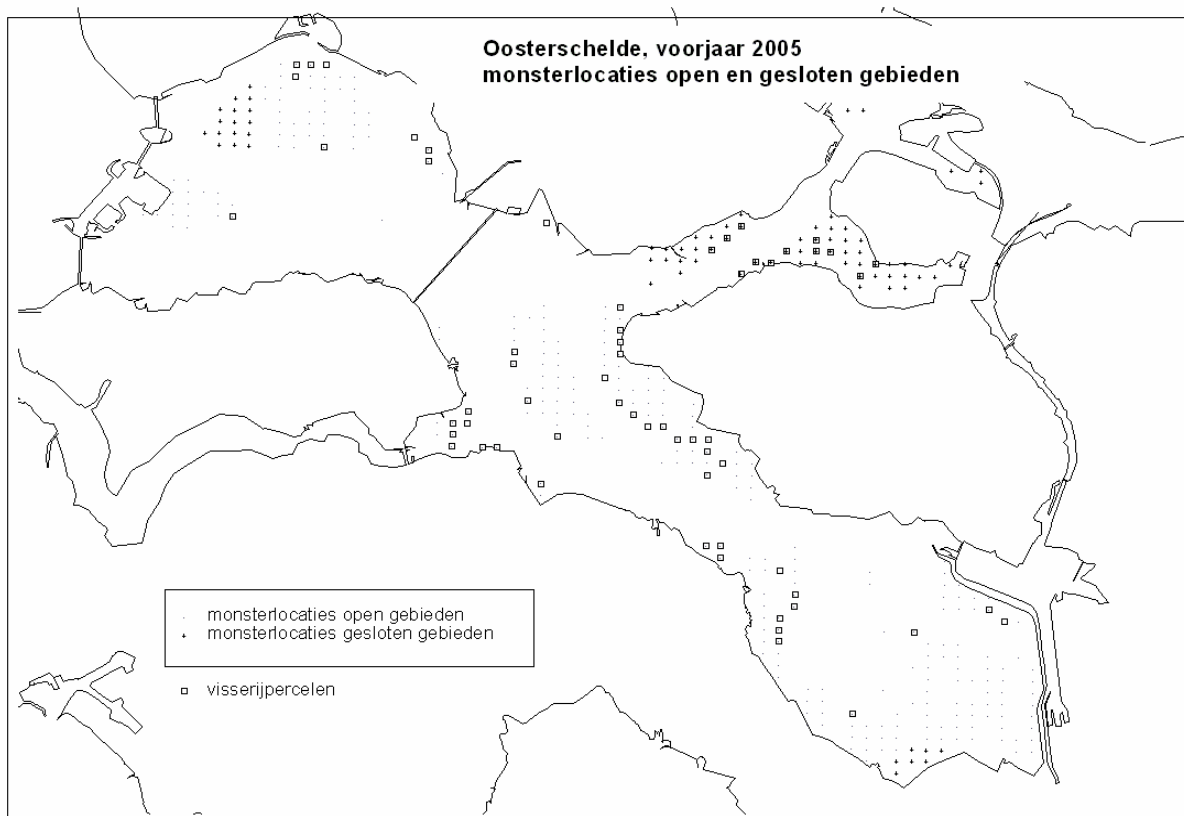 Oosterschelde, voorjaar 2005
monsterlocaties open en gesloten gebieden
monsterlocaties open gebieden
monsterlocaties gesloten gebieden
visserijpercelen